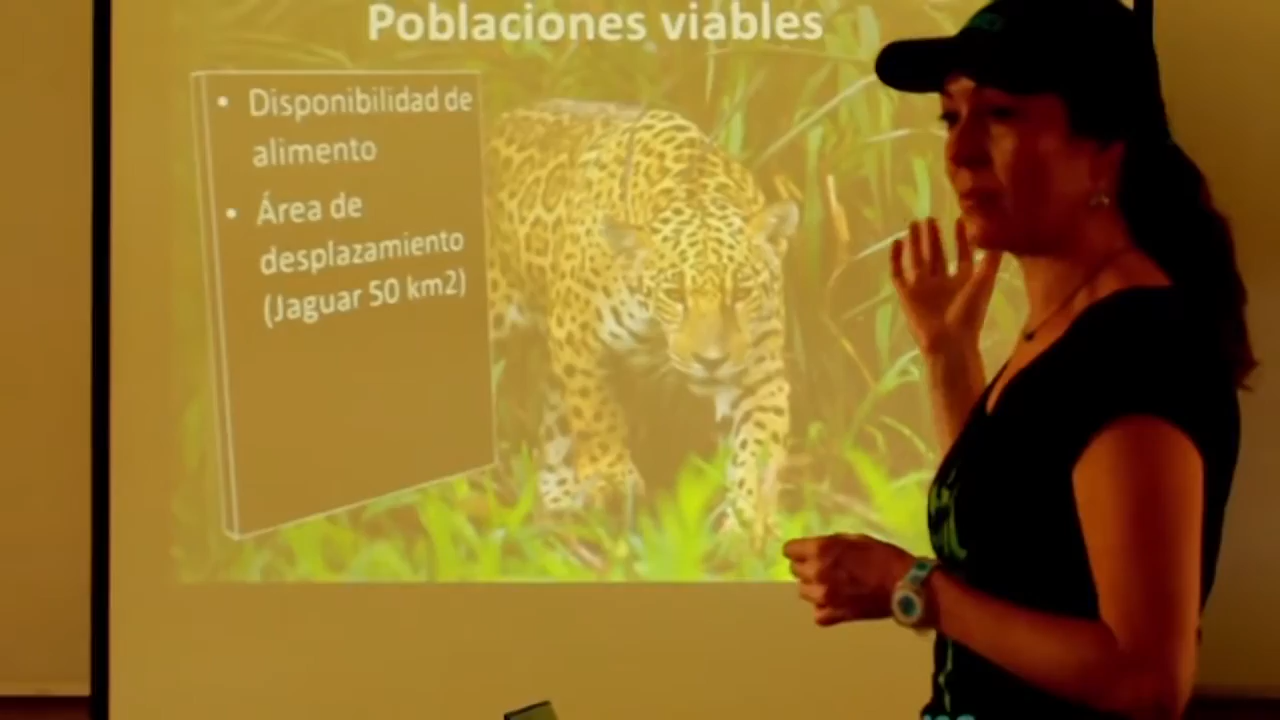 Poblaciones viables
• Disponibilidad de
alimento
• Área de
desplazamiento
(Jaguar 50 km2)